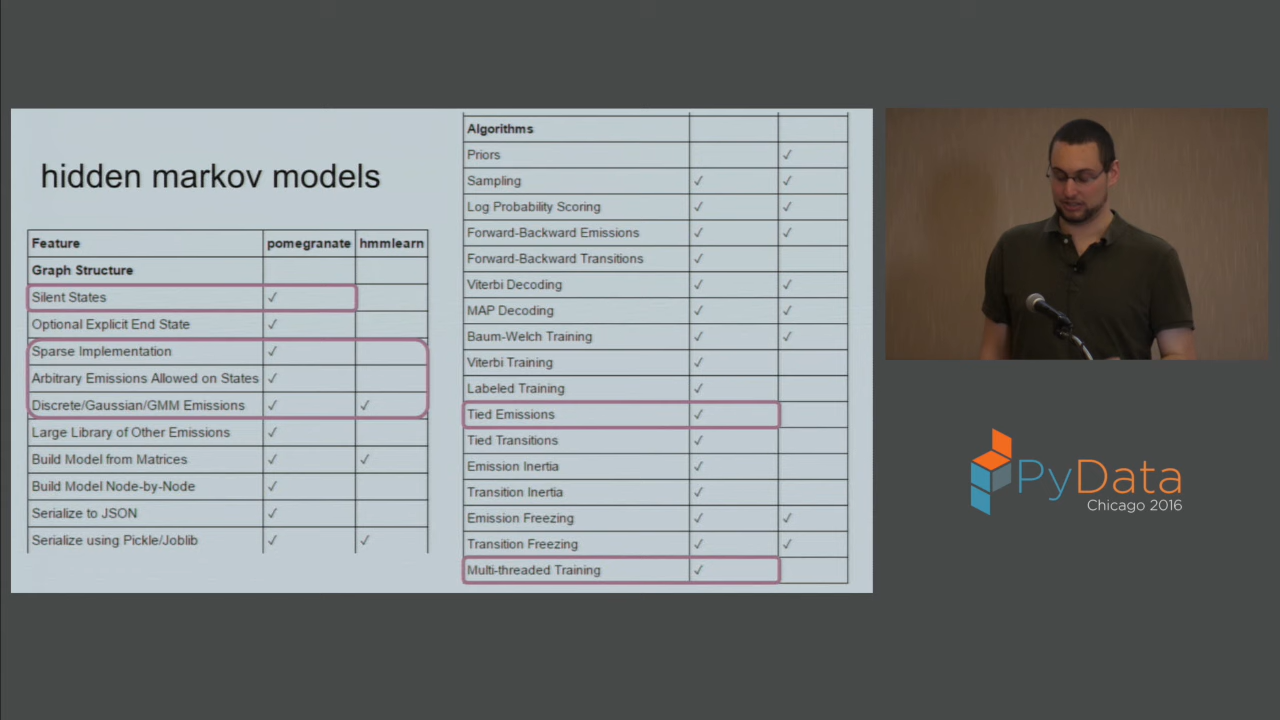 hidden markov models
Feature pomegranate hmmlearn
Graph Structure
Silent States ✓
Optional Explicit End State ✓
Sparse Implementation ✓
Arbitrary Emissions Allowed on States ✓
Discrete/Gaussian/GMM Emissions ✓ ✓
Large Library of Other Emissions ✓
Build Model from Matrices ✓ ✓
Build Model Node-by-Node ✓
Serialize to JSON ✓
Serialize using Pickle/Joblib ✓ ✓
Algorithms
Priors ✓
Sampling ✓ ✓
Log Probability Scoring ✓ ✓
Forward-Backward Emissions ✓ ✓
Forward-Backward Transitions ✓
Viterbi Decoding ✓ ✓
MAP Decoding ✓ ✓
Baum-Welch Training ✓ ✓
Viterbi Training ✓
Labeled Training ✓
Tied Emissions ✓
Tied Transitions ✓
Emission Inertia ✓
Transition Inertia ✓
Emission Freezing ✓ ✓
Transition Freezing ✓ ✓
Multi-threaded Training ✓
PyData
Chicago 2016